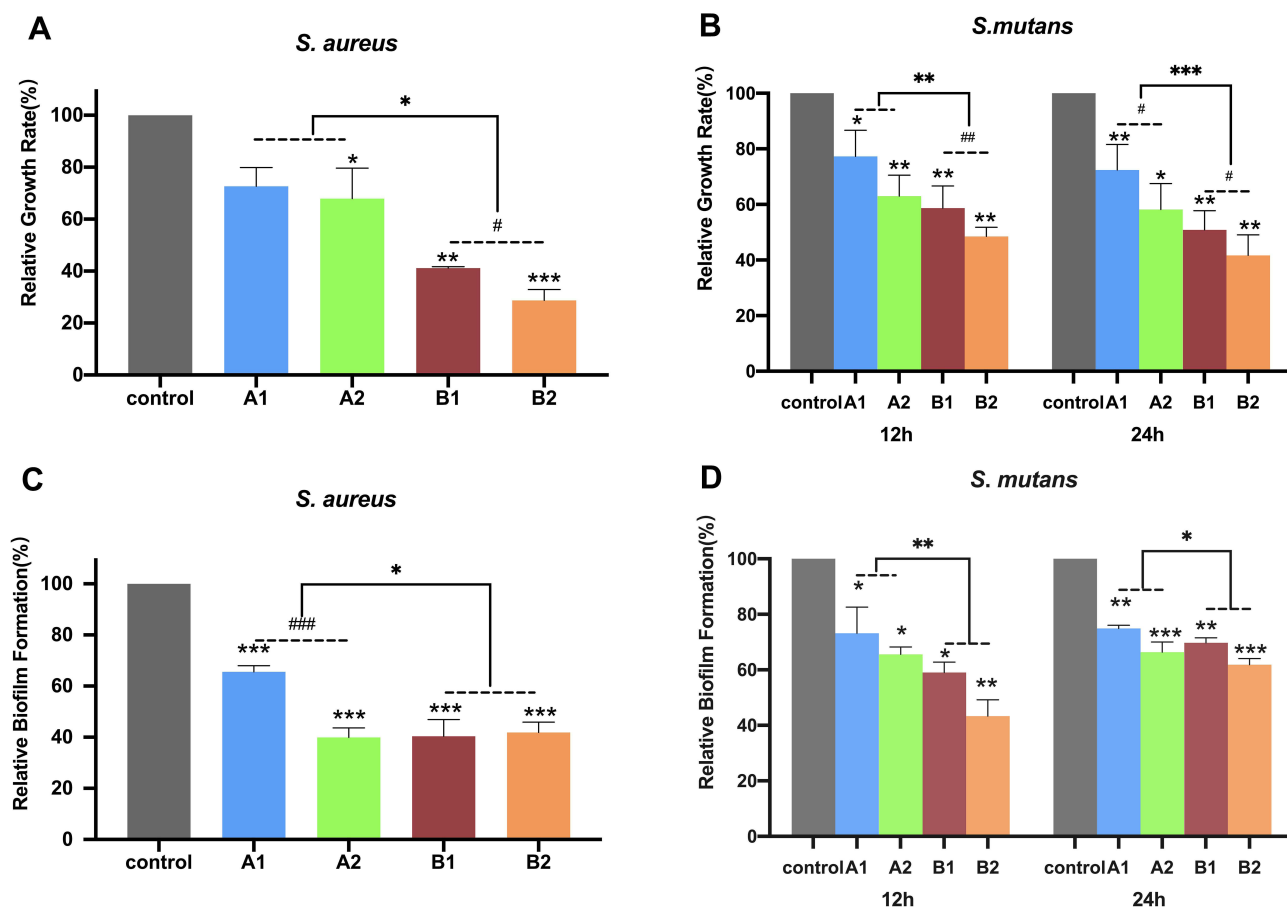 A
S. aureus
Relative Growth Rate(%)
100
80
60
40
20
0
*
*
#
**
***
control A1 A2 B1 B2
B
S.mutans
Relative Growth Rate(%)
100
80
60
40
20
0
**
*
**
##
**
**
***
#
**
*
#
**
**
controlA1 A2 B1 B2
12h
controlA1 A2 B1 B2
24h
C
S. aureus
Relative Biofilm Formation(%)
100
80
60
40
20
0
*
###
***
***
***
***
control A1 A2 B1 B2
D
S. mutans
Relative Biofilm Formation(%)
100
80
60
40
20
0
**
*
*
*
**
*
**
***
**
***
controlA1 A2 B1 B2
12h
controlA1 A2 B1 B2
24h